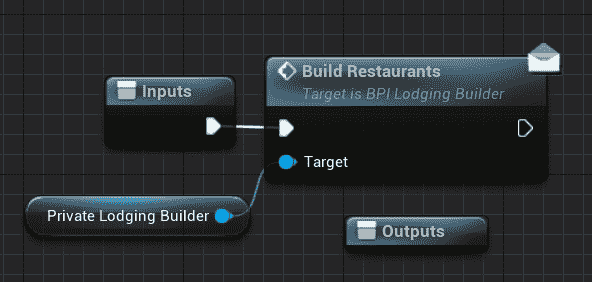 Inputs
Build Restaurants
Target is BPI Lodging Builder
Target
Private Lodging Builder
Outputs